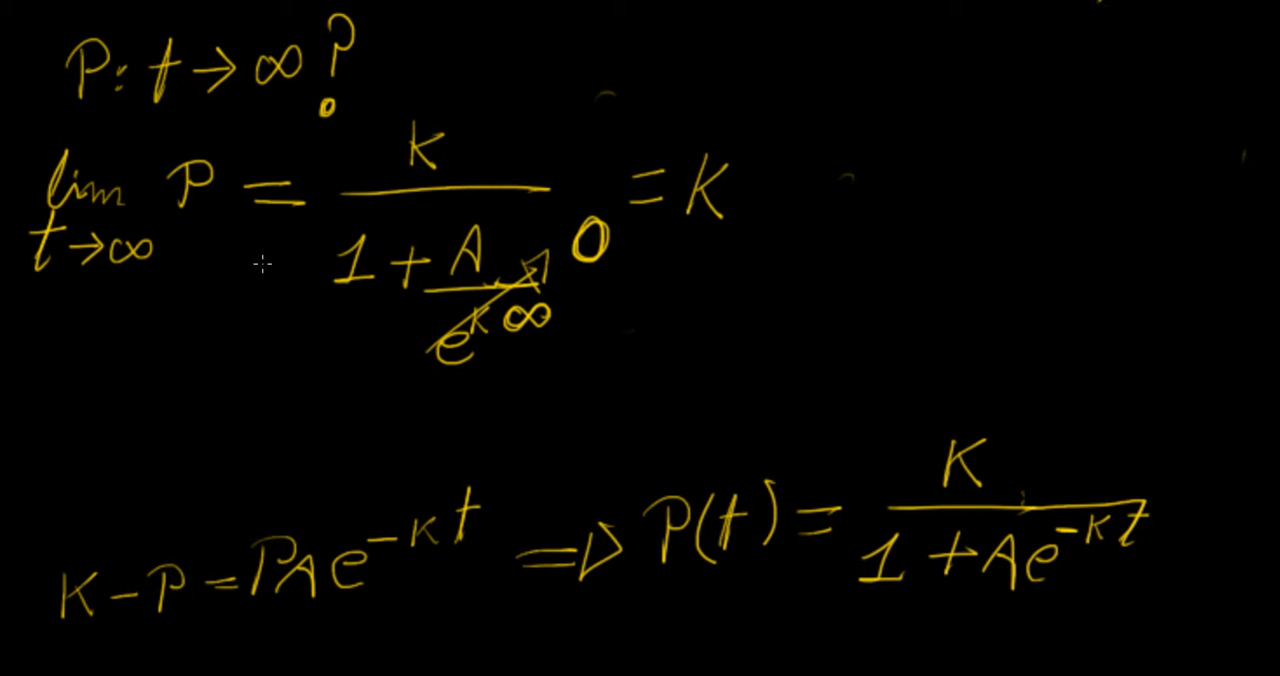 P: t → ∞ ?
lim t→∞ P = K / (1 + A / e^(K ∞)) → 0 = K
K - P = PAe^(-Kt) ⇒ P(t) = K / (1 + Ae^(-Kt))